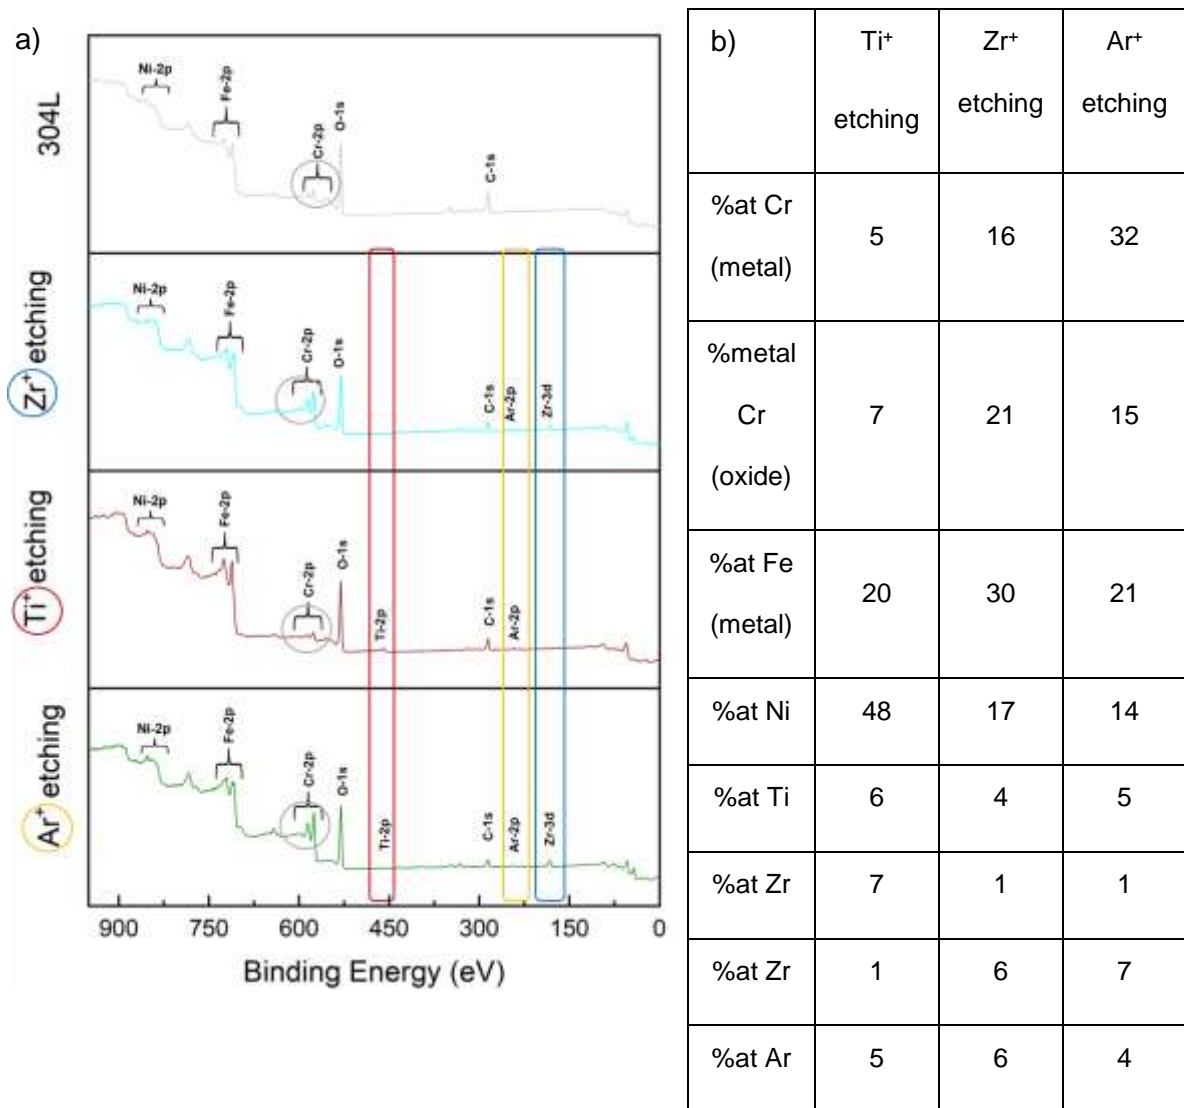 a)
304L
Ni-2p
Fe-2p
Cr-2p
O-1s
C-1s
Zr⁺ etching
Ni-2p
Fe-2p
Cr-2p
O-1s
C-1s
Ar-2p
Zr-3d
Ti⁺ etching
Ni-2p
Fe-2p
Cr-2p
O-1s
Ti-2p
C-1s
Ar-2p
Ar⁺ etching
Ni-2p
Fe-2p
Cr-2p
O-1s
Ti-2p
C-1s
Ar-2p
Zr-3d
900 750 600 450 300 150 0
Binding Energy (eV)
b) Ti⁺ Zr⁺ Ar⁺
etching etching etching
%at Cr
(metal) 5 16 32
%metal
Cr
(oxide) 7 21 15
%at Fe
(metal) 20 30 21
%at Ni 48 17 14
%at Ti 6 4 5
%at Zr 7 1 1
%at Zr 1 6 7
%at Ar 5 6 4